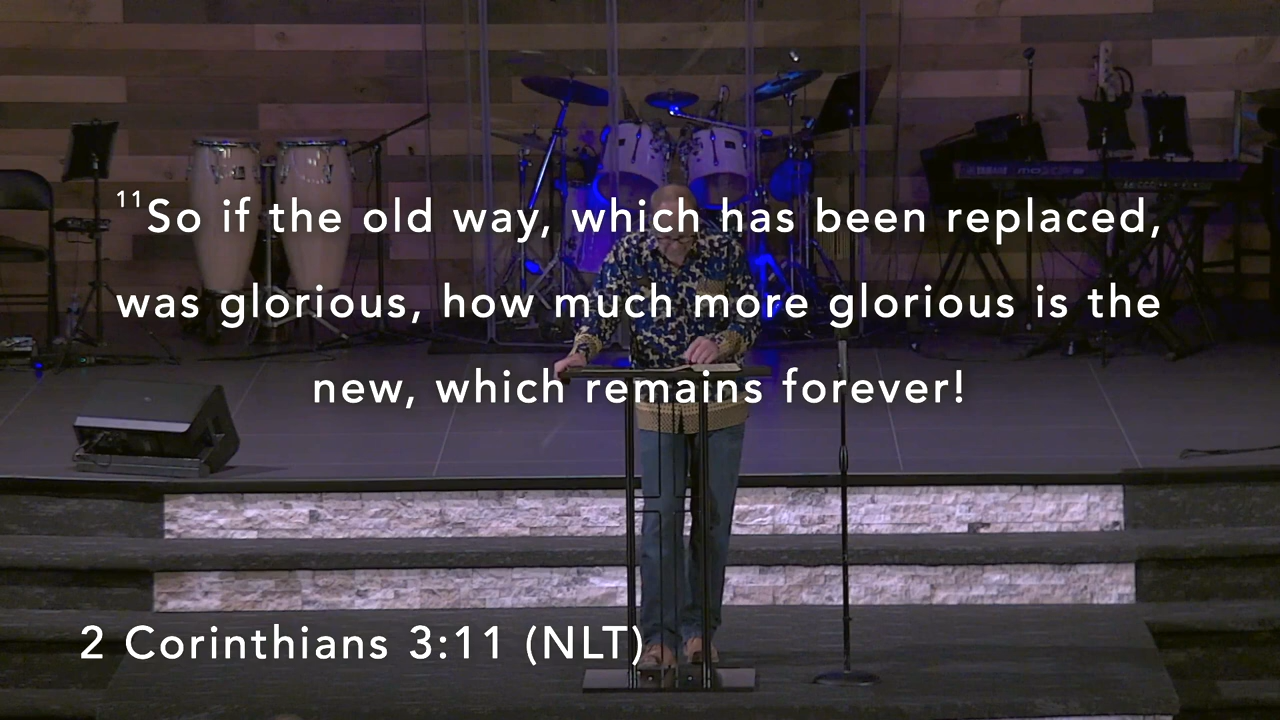 ¹¹So if the old way, which has been replaced,
was glorious, how much more glorious is the
new, which remains forever!
2 Corinthians 3:11 (NLT)